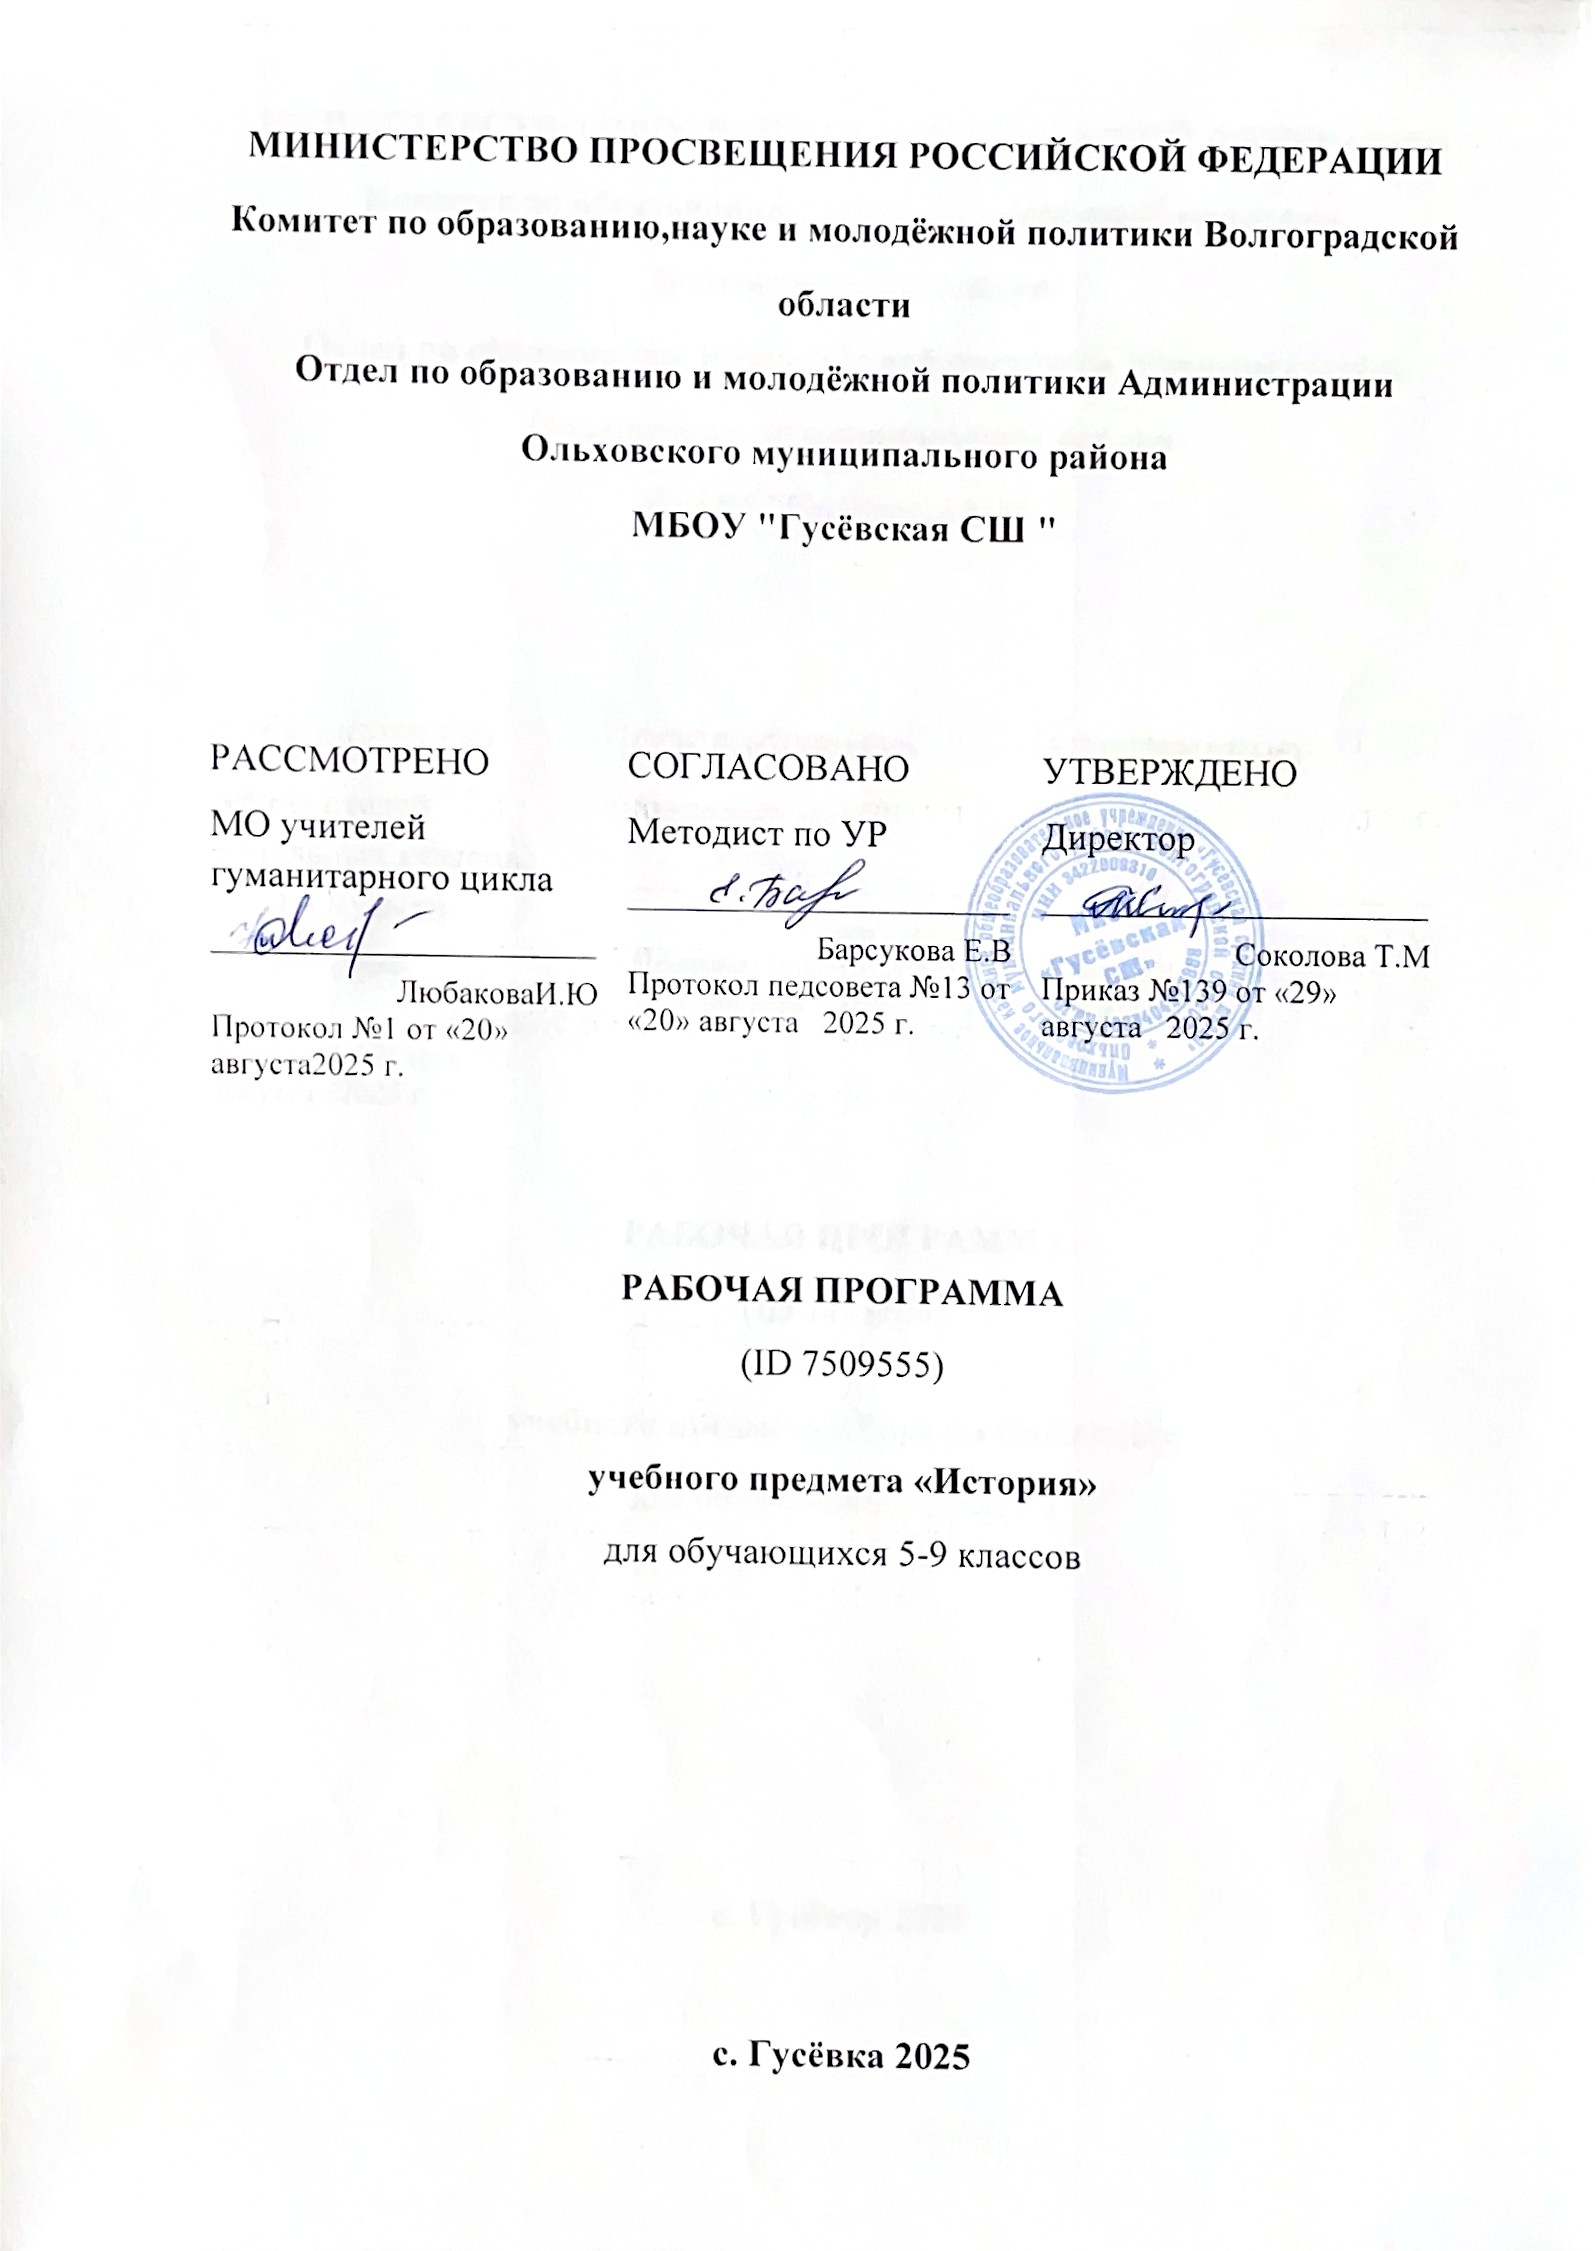 МИНИСТЕРСТВО ПРОСВЕЩЕНИЯ РОССИЙСКОЙ ФЕДЕРАЦИИ
Комитет по образованию,науке и молодёжной политики Волгоградской
области
Отдел по образованию и молодёжной политики Администрации
Ольховского муниципального района
МБОУ "Гусёвская СШ "
РАССМОТРЕНО
МО учителей
гуманитарного цикла
ЛюбаковаИ.Ю
Протокол №1 от «20»
августа2025 г.
СОГЛАСОВАНО
Методист по УР
Е.Бар
Барсукова Е.В
Протокол педсовета №13 от
«20» августа 2025 г.
УТВЕРЖДЕНО
Директор
Соколова Т.М
Приказ №139 от «29»
августа 2025 г.
«Гусёвская
СШ»
РАБОЧАЯ ПРОГРАММА
(ID 7509555)
учебного предмета «История»
для обучающихся 5-9 классов
с. Гусёвка 2025